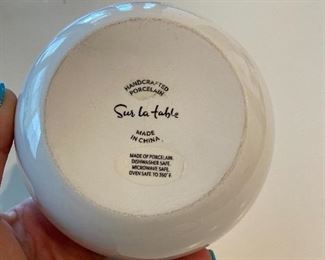 HANDCRAFTED
PORCELAIN
Sur la table
MADE
IN CHINA
MADE OF PORCELAIN.
DISHWASHER SAFE.
MICROWAVE SAFE.
OVEN SAFE TO 350°F.